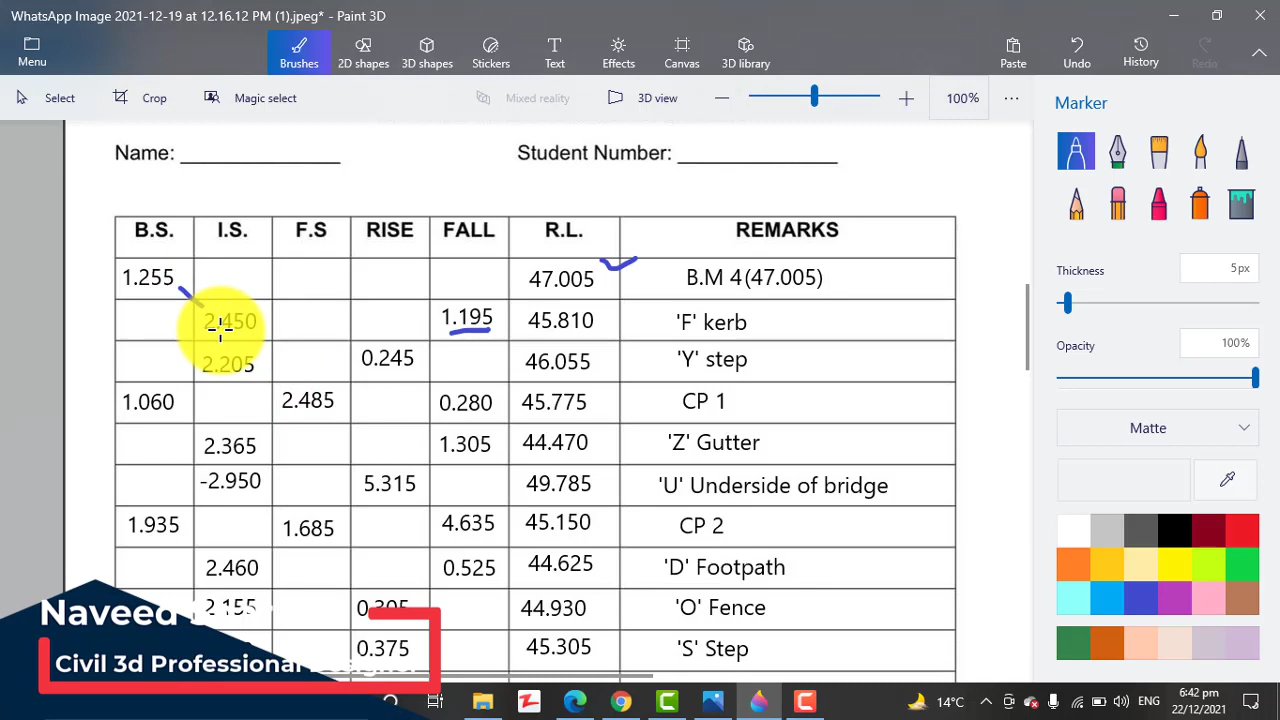 WhatsApp Image 2021-12-19 at 12.16.12 PM (1).jpeg* - Paint 3D
Menu Brushes 2D shapes 3D shapes Stickers Text Effects Canvas 3D library Paste Undo History Redo
Select Crop Magic select Mixed reality 3D view 100%
Marker
Name: Student Number:
B.S. I.S. F.S RISE FALL R.L. REMARKS
1.255 47.005 B.M 4(47.005)
2.450 1.195 45.810 'F' kerb
2.205 0.245 46.055 'Y' step
1.060 2.485 0.280 45.775 CP 1
2.365 1.305 44.470 'Z' Gutter
-2.950 5.315 49.785 'U' Underside of bridge
1.935 1.685 4.635 45.150 CP 2
2.460 0.525 44.625 'D' Footpath
2.155 0.305 44.930 'O' Fence
0.375 45.305 'S' Step
Thickness 5px
Opacity 100%
Matte
Naveed
Civil 3d Professional Designer
14°C ENG 6:42 pm
22/12/2021